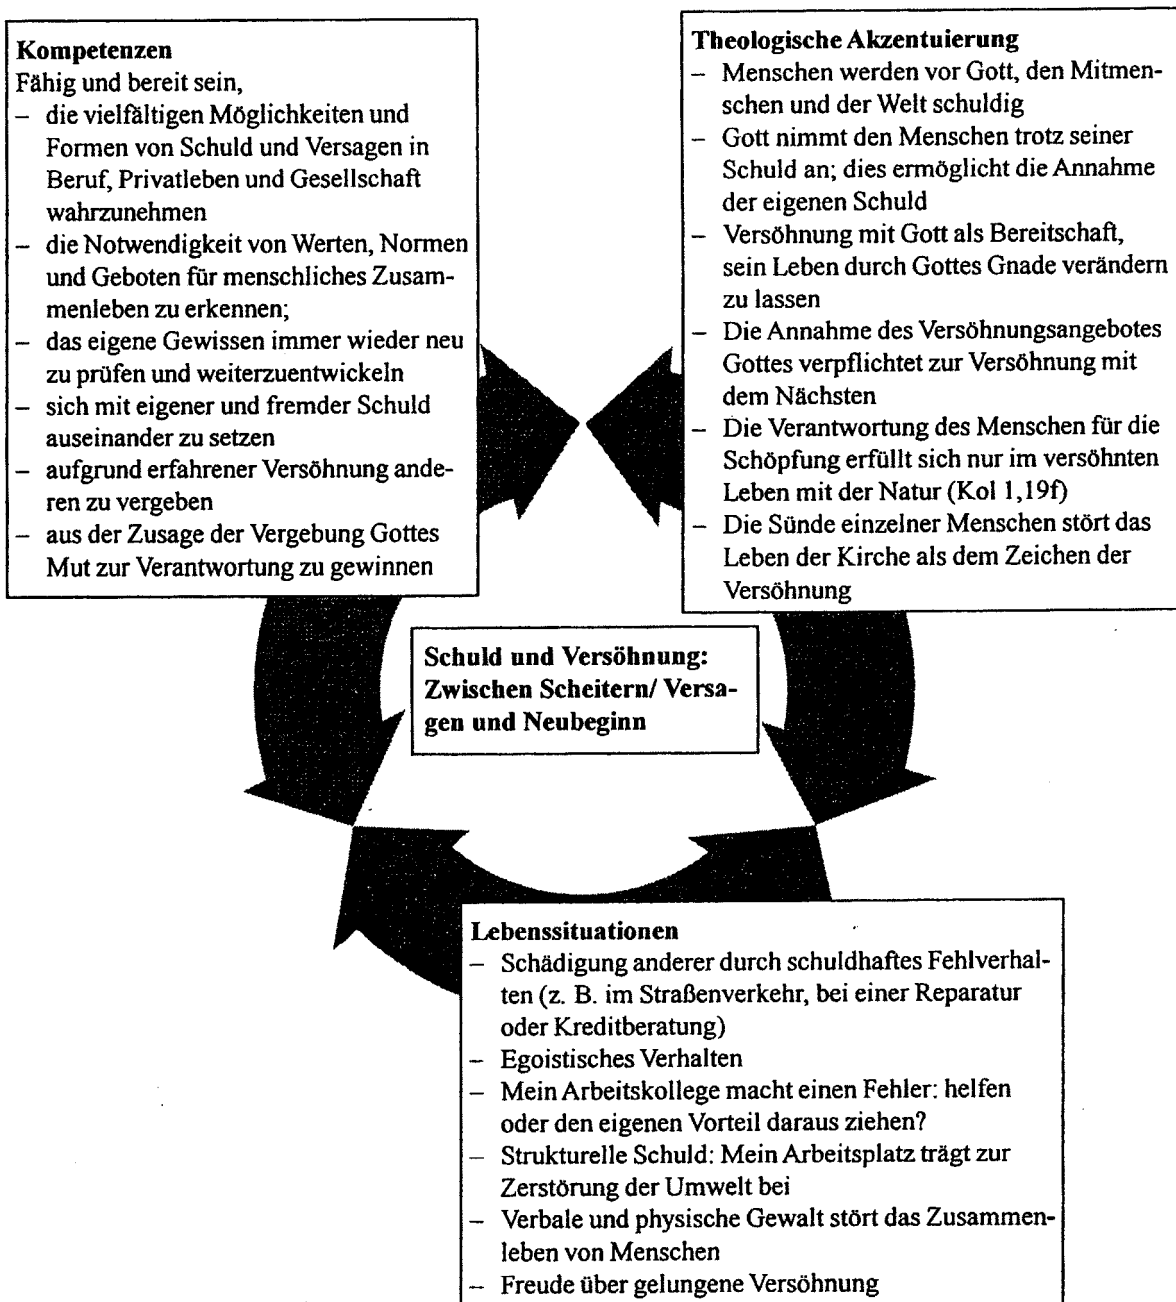 Kompetenzen
Fähig und bereit sein,
– die vielfältigen Möglichkeiten und
Formen von Schuld und Versagen in
Beruf, Privatleben und Gesellschaft
wahrzunehmen
– die Notwendigkeit von Werten, Normen
und Geboten für menschliches Zusam-
menleben zu erkennen;
– das eigene Gewissen immer wieder neu
zu prüfen und weiterzuentwickeln
– sich mit eigener und fremder Schuld
auseinander zu setzen
– aufgrund erfahrener Versöhnung ande-
ren zu vergeben
– aus der Zusage der Vergebung Gottes
Mut zur Verantwortung zu gewinnen
Theologische Akzentuierung
– Menschen werden vor Gott, den Mitmen-
schen und der Welt schuldig
– Gott nimmt den Menschen trotz seiner
Schuld an; dies ermöglicht die Annahme
der eigenen Schuld
– Versöhnung mit Gott als Bereitschaft,
sein Leben durch Gottes Gnade verändern
zu lassen
– Die Annahme des Versöhnungsangebotes
Gottes verpflichtet zur Versöhnung mit
dem Nächsten
– Die Verantwortung des Menschen für die
Schöpfung erfüllt sich nur im versöhnten
Leben mit der Natur (Kol 1,19f)
– Die Sünde einzelner Menschen stört das
Leben der Kirche als dem Zeichen der
Versöhnung
Schuld und Versöhnung:
Zwischen Scheitern/ Versa-
gen und Neubeginn
Lebenssituationen
– Schädigung anderer durch schuldhaftes Fehlverhal-
ten (z. B. im Straßenverkehr, bei einer Reparatur
oder Kreditberatung)
– Egoistisches Verhalten
– Mein Arbeitskollege macht einen Fehler: helfen
oder den eigenen Vorteil daraus ziehen?
– Strukturelle Schuld: Mein Arbeitsplatz trägt zur
Zerstörung der Umwelt bei
– Verbale und physische Gewalt stört das Zusammen-
leben von Menschen
– Freude über gelungene Versöhnung